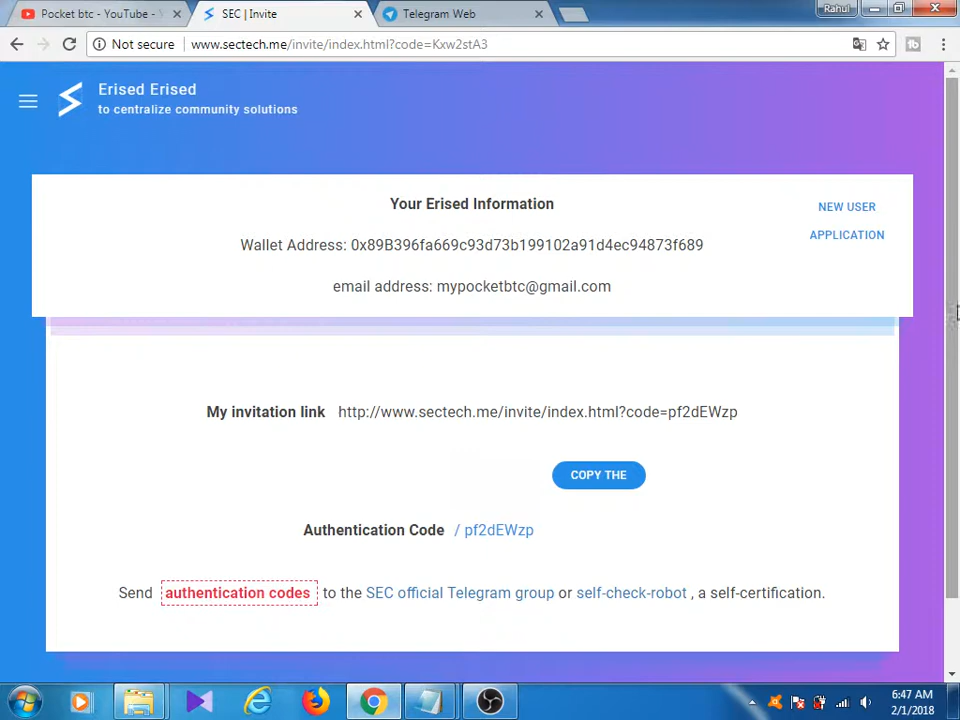 Pocket btc - YouTube -
SEC | Invite
Telegram Web
Rahul
Not secure
www.sectech.me/invite/index.html?code=Kxw2stA3
Erised Erised
to centralize community solutions
Your Erised Information
NEW USER
Wallet Address: 0x89B396fa669c93d73b199102a91d4ec94873f689
APPLICATION
email address: mypocketbtc@gmail.com
My invitation link http://www.sectech.me/invite/index.html?code=pf2dEWzp
COPY THE
Authentication Code / pf2dEWzp
Send authentication codes to the SEC official Telegram group or self-check-robot , a self-certification.
6:47 AM
2/1/2018